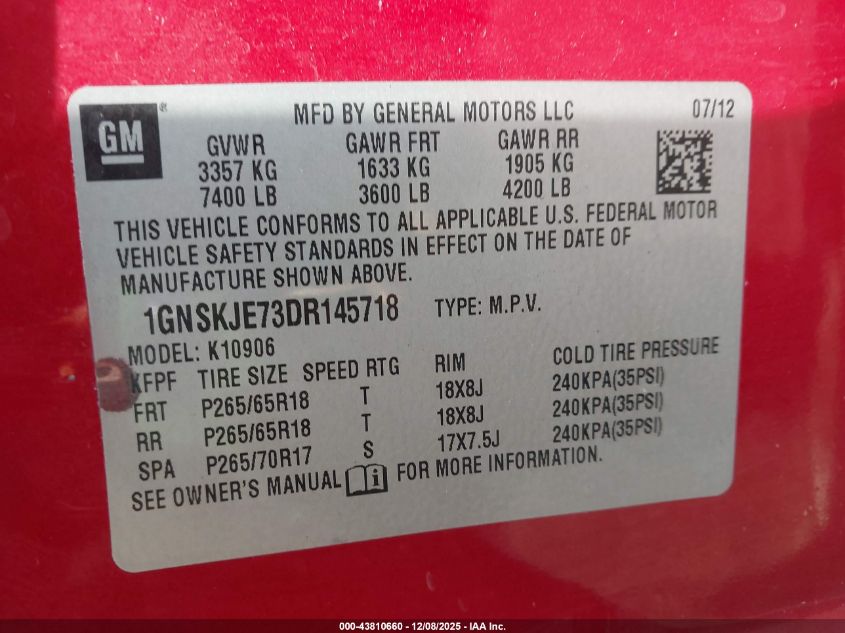 GM ®
MFD BY GENERAL MOTORS LLC 07/12
GVWR GAWR FRT GAWR RR
3357 KG 1633 KG 1905 KG
7400 LB 3600 LB 4200 LB
THIS VEHICLE CONFORMS TO ALL APPLICABLE U.S. FEDERAL MOTOR
VEHICLE SAFETY STANDARDS IN EFFECT ON THE DATE OF
MANUFACTURE SHOWN ABOVE.
1GNSKJE73DR145718 TYPE: M.P.V.
MODEL: K10906
KFPF TIRE SIZE SPEED RTG RIM COLD TIRE PRESSURE
FRT P265/65R18 T 18X8J 240KPA(35PSI)
RR P265/65R18 T 18X8J 240KPA(35PSI)
SPA P265/70R17 S 17X7.5J 240KPA(35PSI)
SEE OWNER'S MANUAL i FOR MORE INFORMATION.
000-43810660 - 12/08/2025 - IAA Inc.